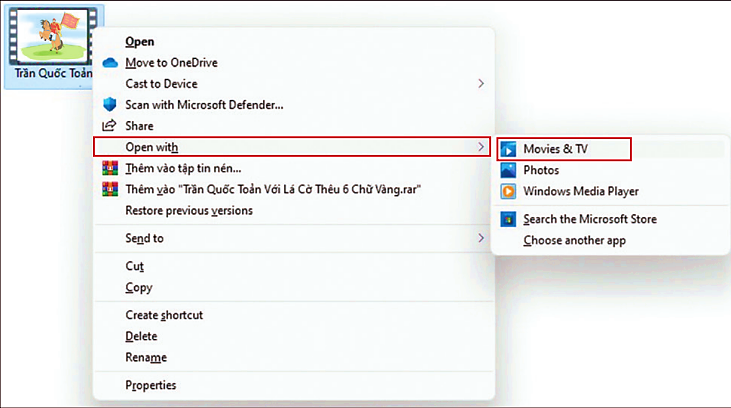 Trần Quốc Toản
Open
Move to OneDrive
Cast to Device
Scan with Microsoft Defender...
Share
Open with
Thêm vào tập tin nén...
Thêm vào "Trần Quốc Toản Với Lá Cờ Thêu 6 Chữ Vàng.rar"
Restore previous versions
Send to
Cut
Copy
Create shortcut
Delete
Rename
Properties
Movies & TV
Photos
Windows Media Player
Search the Microsoft Store
Choose another app